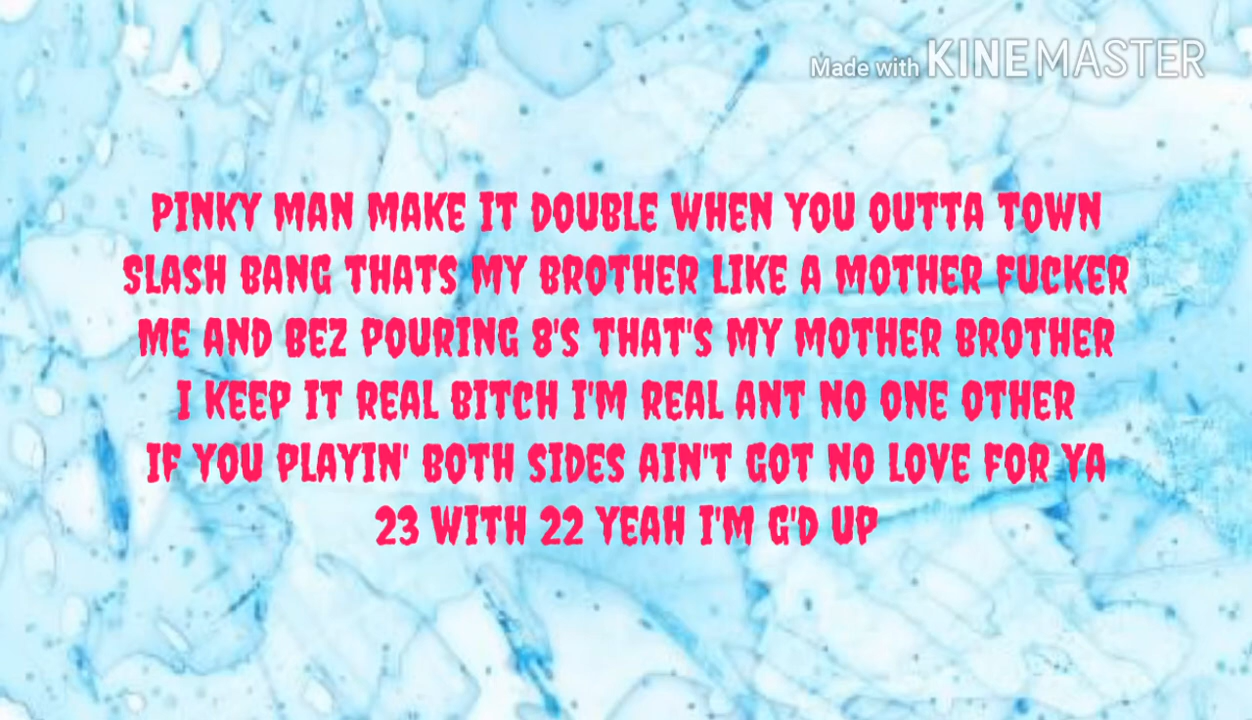 Made with KINEMASTER
PINKY MAN MAKE IT DOUBLE WHEN YOU OUTTA TOWN
SLASH BANG THATS MY BROTHER LIKE A MOTHER FUCKER
ME AND BEZ POURING 8'S THAT'S MY MOTHER BROTHER
I KEEP IT REAL BITCH I'M REAL ANT NO ONE OTHER
IF YOU PLAYIN' BOTH SIDES AIN'T GOT NO LOVE FOR YA
23 WITH 22 YEAH I'M G'D UP